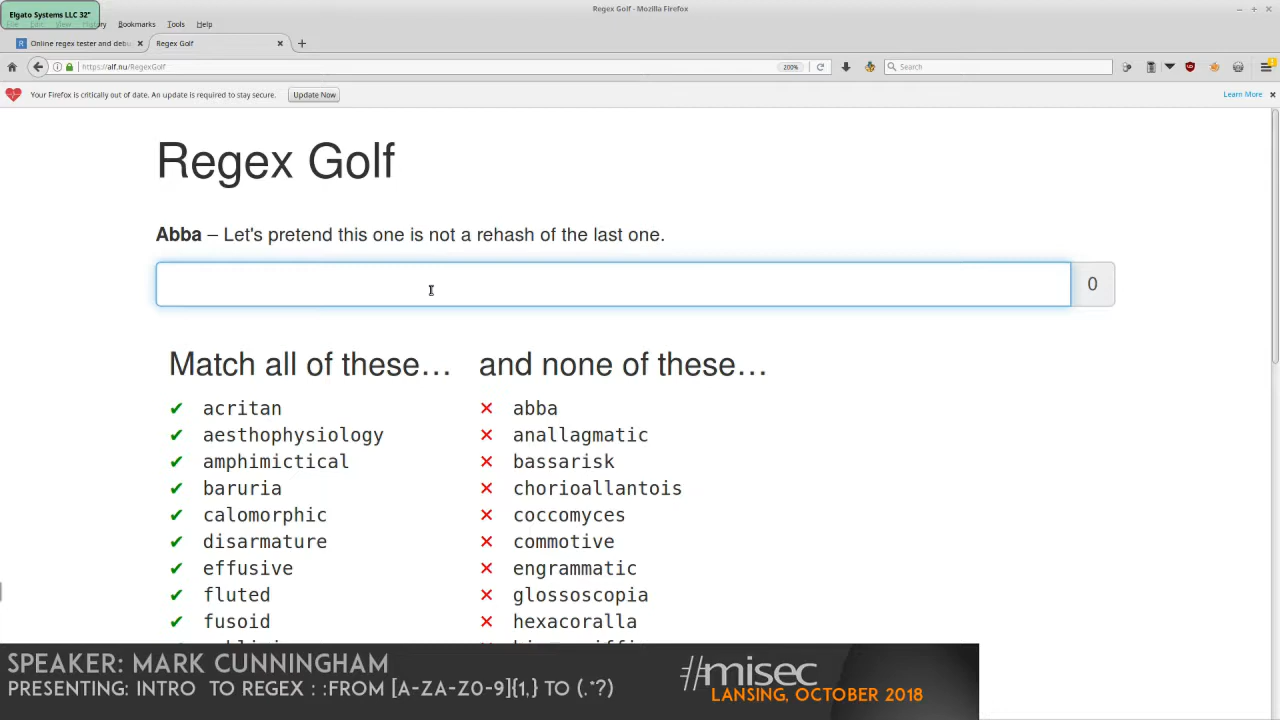 Elgato Systems LLC 32"
Regex Golf - Mozilla Firefox
Bookmarks Tools Help
Online regex tester and debu
Regex Golf
https://alf.nu/RegexGolf
200%
Search
Your Firefox is critically out of date. An update is required to stay secure.
Update Now
Learn More
Regex Golf
Abba – Let's pretend this one is not a rehash of the last one.
0
Match all of these…
and none of these…
acritan
abba
aesthophysiology
anallagmatic
amphimictical
bassarisk
baruria
chorioallantois
calomorphic
coccomyces
disarmature
commotive
effusive
engrammatic
fluted
glossoscopia
fusoid
hexacoralla
SPEAKER: MARK CUNNINGHAM
PRESENTING: INTRO TO REGEX : :FROM [A-ZA-Z0-9]{1,} TO (.*?)
#misec
LANSING, OCTOBER 2018